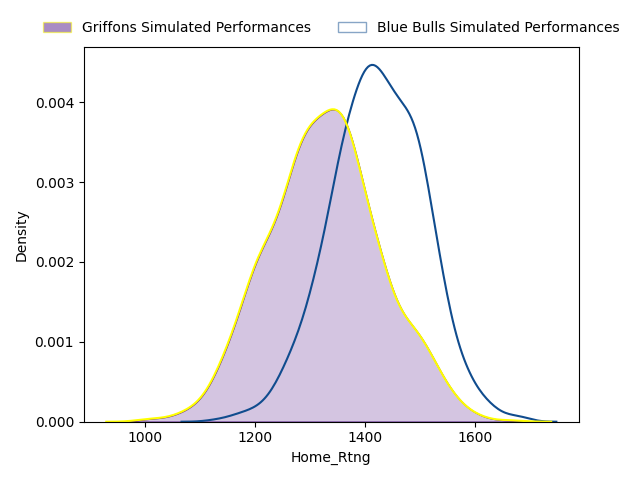 Griffons Simulated Performances Blue Bulls Simulated Performances
0.004
0.003
0.002
0.001
0.000
Density
1000 1200 1400 1600
Home_Rtng